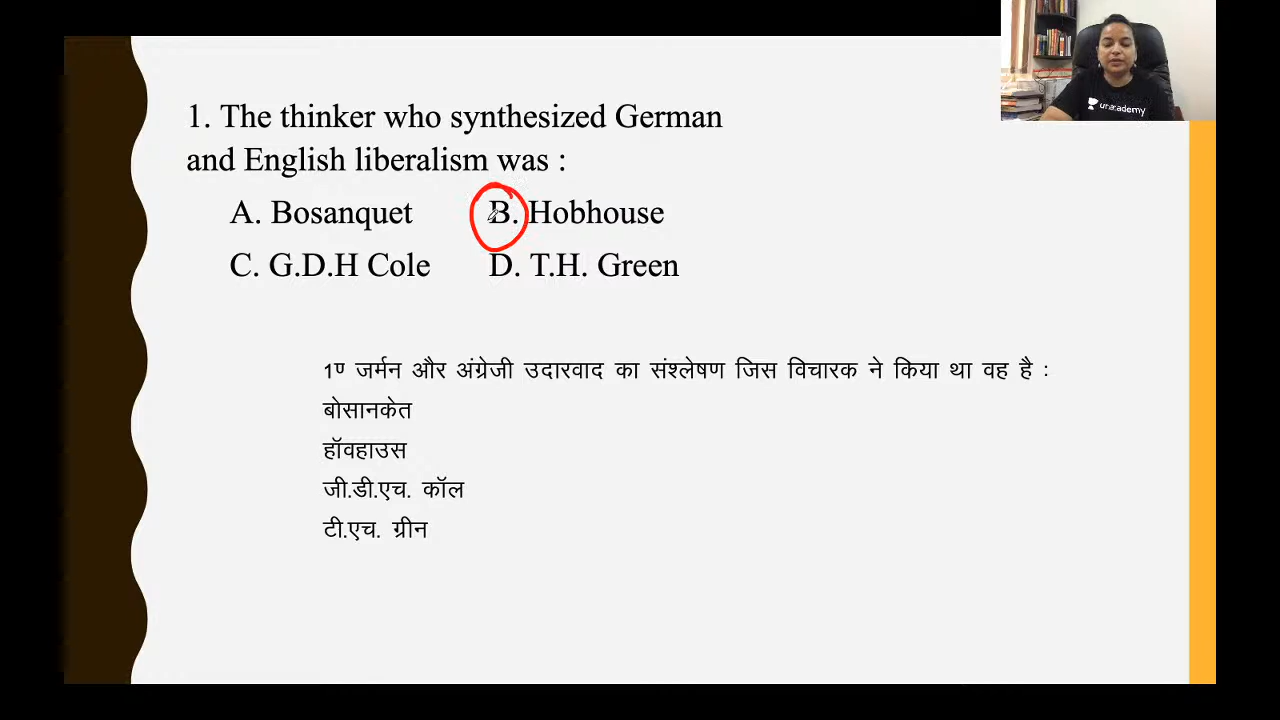 1. The thinker who synthesized German
and English liberalism was :
A. Bosanquet B. Hobhouse
C. G.D.H Cole D. T.H. Green
1ण् जर्मन और अंग्रेजी उदारवाद का संश्लेषण जिस विचारक ने किया था वह है :
बोसानकेत
हॉवहाउस
जी.डी.एच. कॉल
टी.एच. ग्रीन
unacademy